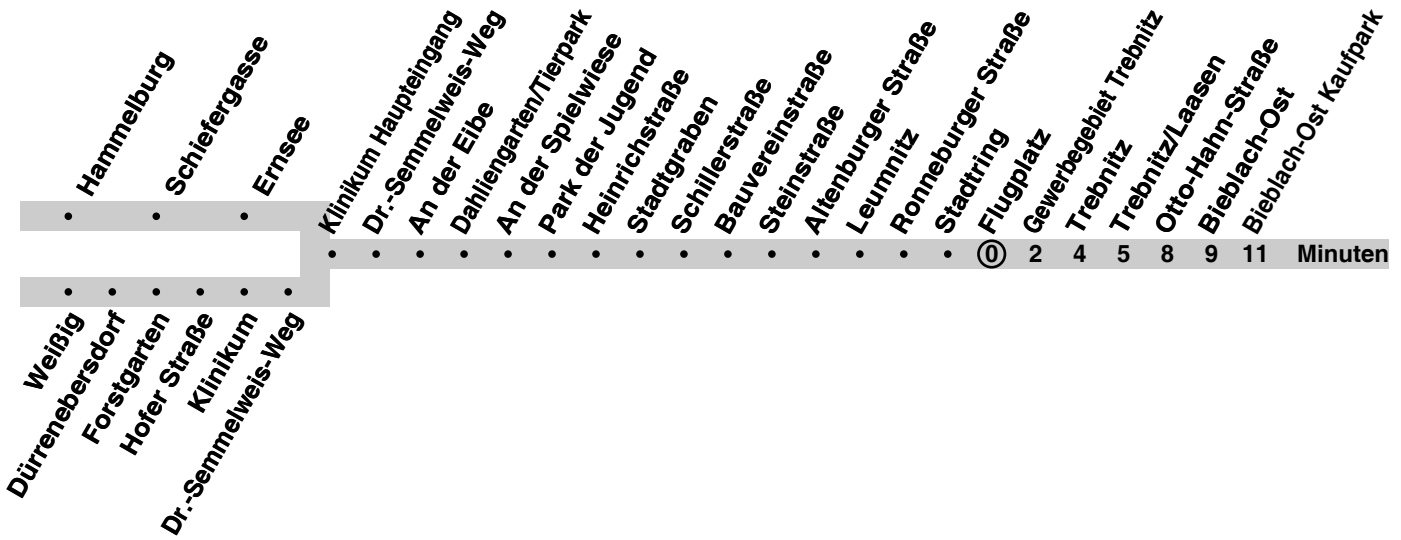 Hammelburg
Schiefergasse
Ernsee
Klinikum Haupteingang
Dr.-Semmelweis-Weg
An der Eibe
Dahliengarten/Tierpark
An der Spielwiese
Park der Jugend
Heinrichstraße
Stadtgraben
Schillerstraße
Bauvereinstraße
Steinstraße
Altenburger Straße
Leumnitz
Ronneburger Straße
Stadtring
Flugplatz
Gewerbegebiet Trebnitz
Trebnitz
Trebnitz/Laasen
Otto-Hahn-Straße
Bieblach-Ost
Bieblach-Ost Kaufpark
0 2 4 5 8 9 11 Minuten
Weißig
Dürrenebersdorf
Forstgarten
Hofer Straße
Klinikum
Dr.-Semmelweis-Weg